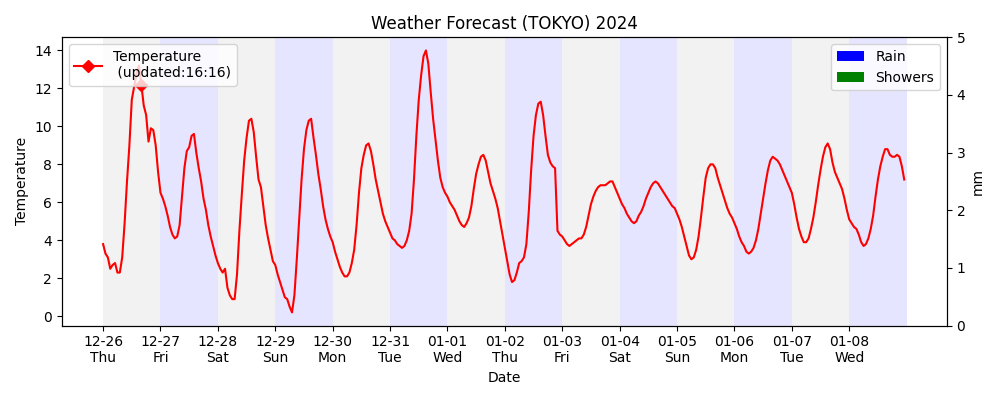 Weather Forecast (TOKYO) 2024
Temperature
(updated:16:16)
Rain
Showers
14
12
10
8
6
4
2
0
Temperature
5
4
3
2
1
0
mm
12-26 12-27 12-28 12-29 12-30 12-31 01-01 01-02 01-03 01-04 01-05 01-06 01-07 01-08
Thu Fri Sat Sun Mon Tue Wed Thu Fri Sat Sun Mon Tue Wed
Date